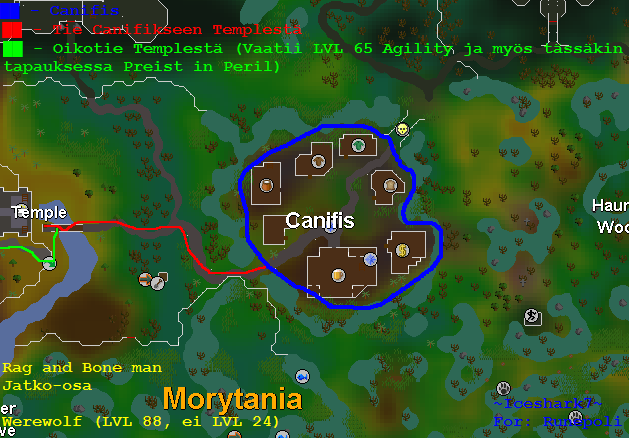 - Canifis
- Tie Canifikseen Templestä
- Oikotie Templestä (Vaatii LVL 65 Agility ja myös tässäkin
tapauksessa Preist in Peril)
Temple
Canifis
Haun
Woo
Rag and Bone man
Jatko-osa
Morytania
er
ve
Werewolf (LVL 88, ei LVL 24)
~Iceshark7~
For: Runepoli